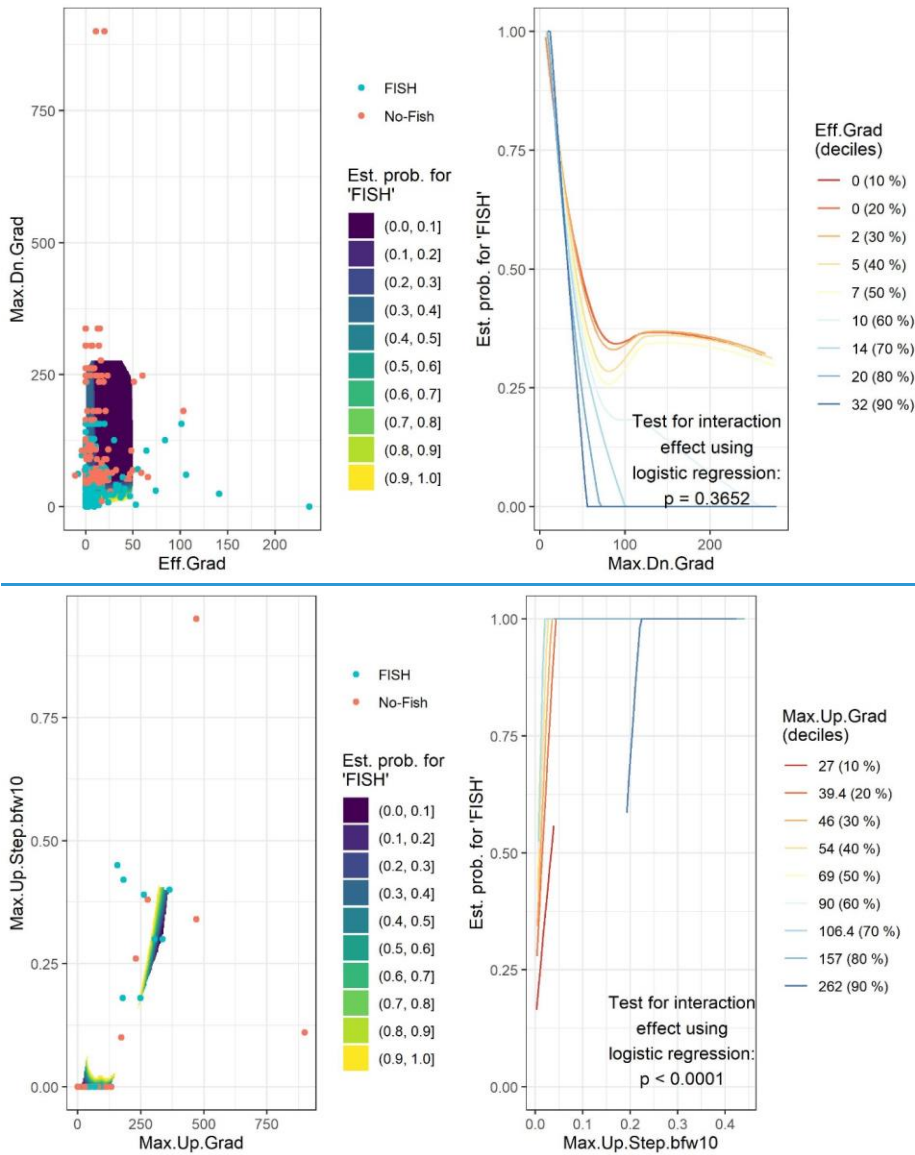 Max.Dn.Grad
750
500
250
0
0
50
100
150
200
Eff.Grad
FISH
No-Fish
Est. prob. for
'FISH'
(0.0, 0.1]
(0.1, 0.2]
(0.2, 0.3]
(0.3, 0.4]
(0.4, 0.5]
(0.5, 0.6]
(0.6, 0.7]
(0.7, 0.8]
(0.8, 0.9]
(0.9, 1.0]
Est. prob. for 'FISH'
1.00
0.75
0.50
0.25
0.00
Test for interaction
effect using
logistic regression:
p = 0.3652
0
100
200
Max.Dn.Grad
Eff.Grad
(deciles)
0 (10 %)
0 (20 %)
2 (30 %)
5 (40 %)
7 (50 %)
10 (60 %)
14 (70 %)
20 (80 %)
32 (90 %)
Max.Up.Step.bfw10
0.75
0.50
0.25
0.00
0
250
500
750
Max.Up.Grad
FISH
No-Fish
Est. prob. for
'FISH'
(0.0, 0.1]
(0.1, 0.2]
(0.2, 0.3]
(0.3, 0.4]
(0.4, 0.5]
(0.5, 0.6]
(0.6, 0.7]
(0.7, 0.8]
(0.8, 0.9]
(0.9, 1.0]
Est. prob. for 'FISH'
1.00
0.75
0.50
0.25
0.00
Test for interaction
effect using
logistic regression:
p < 0.0001
0.0
0.1
0.2
0.3
0.4
Max.Up.Step.bfw10
Max.Up.Grad
(deciles)
27 (10 %)
39.4 (20 %)
46 (30 %)
54 (40 %)
69 (50 %)
90 (60 %)
106.4 (70 %)
157 (80 %)
262 (90 %)